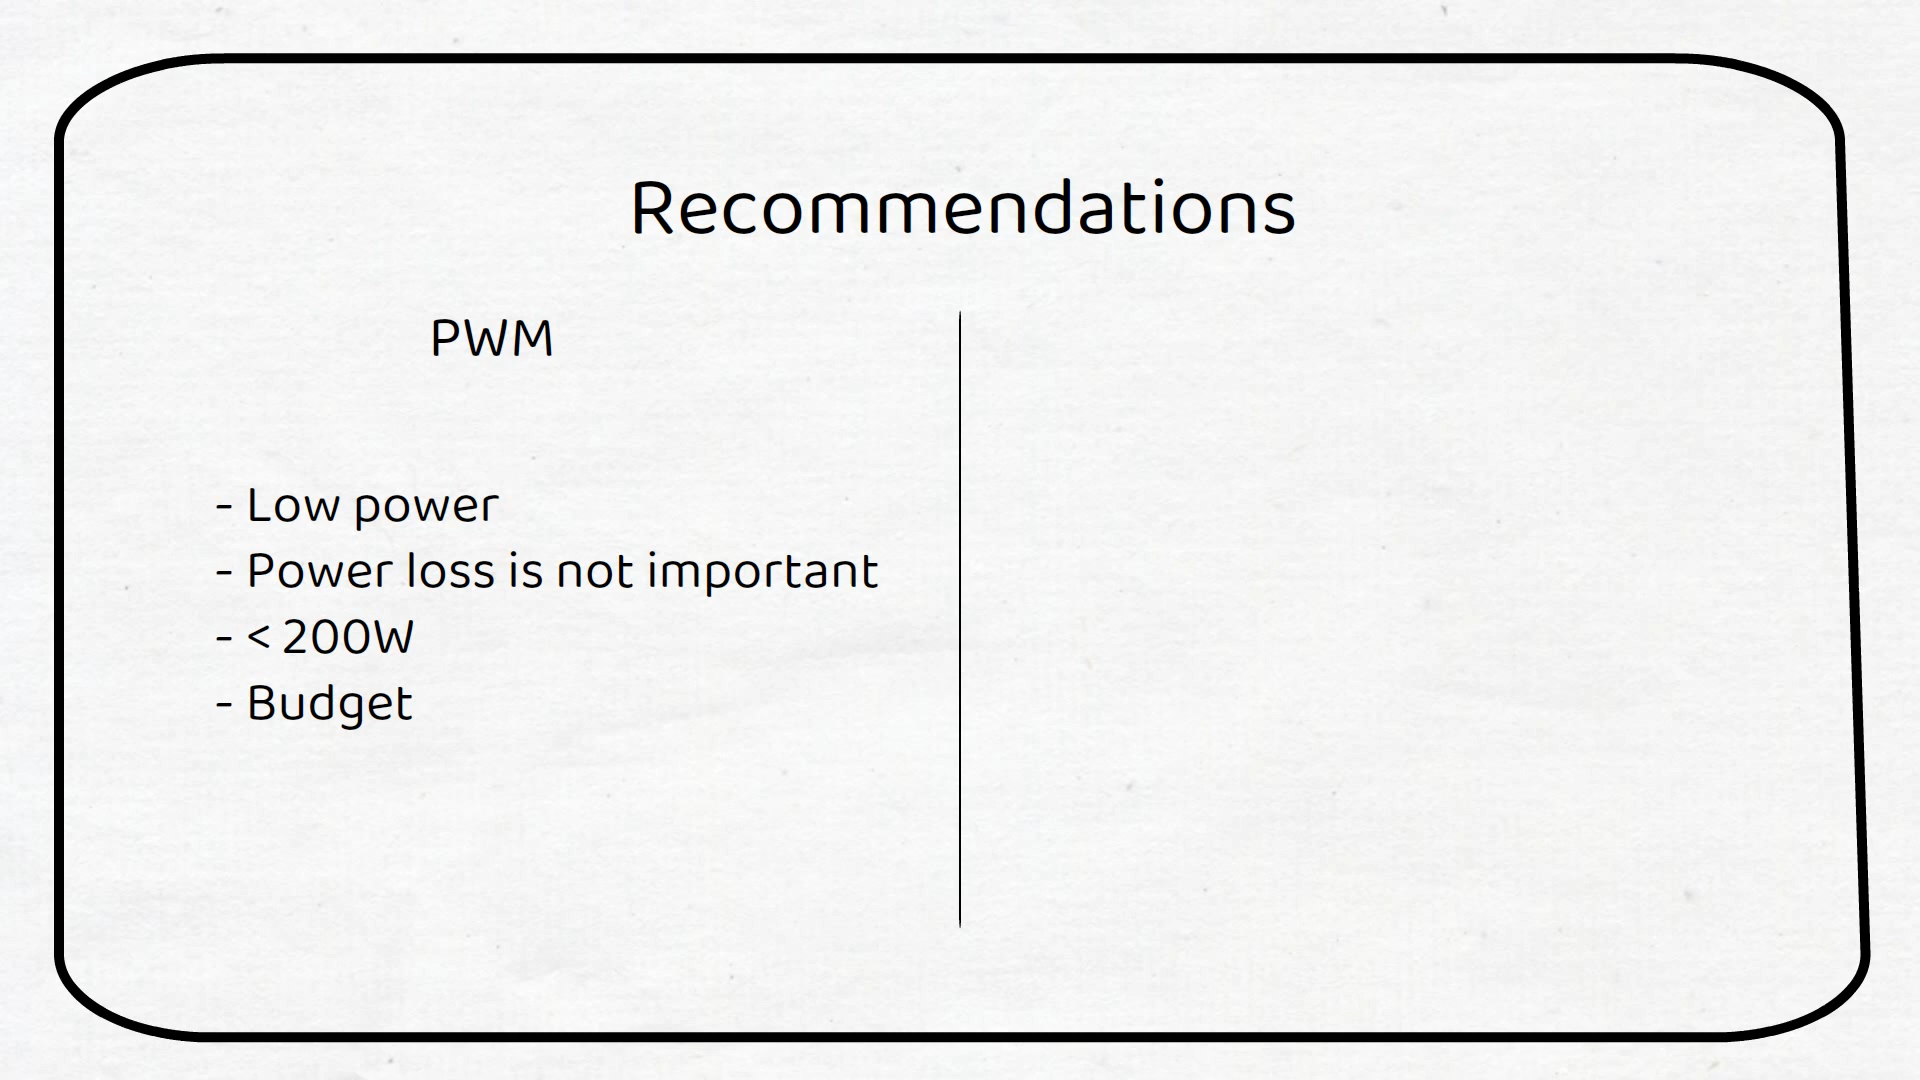 Recommendations
PWM
- Low power
- Power loss is not important
- < 200W
- Budget